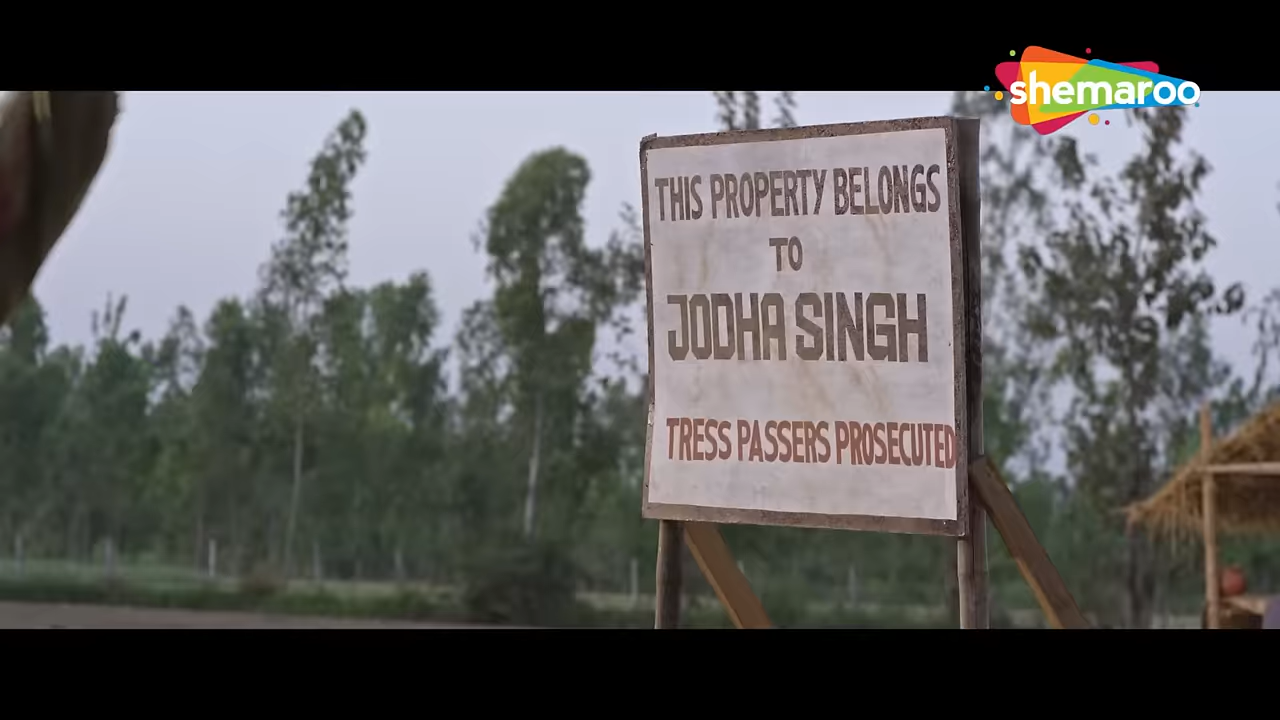 shemaroo
THIS PROPERTY BELONGS
TO
JODHA SINGH
TRESS PASSERS PROSECUTED